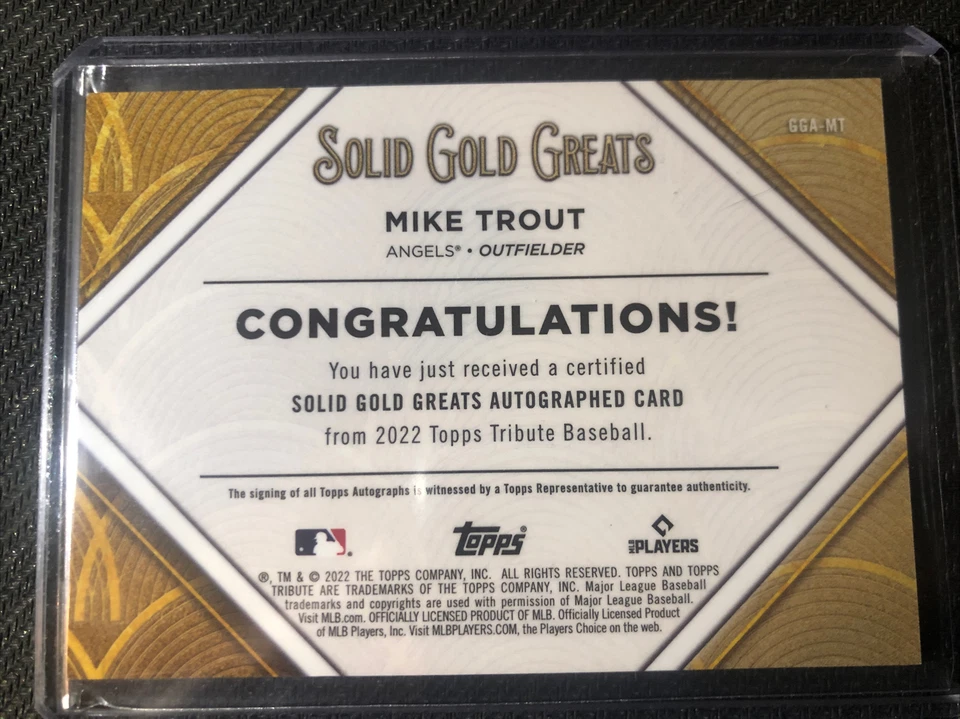 GGA-MT
SOLID GOLD GREATS
MIKE TROUT
ANGELS® • OUTFIELDER
CONGRATULATIONS!
You have just received a certified
SOLID GOLD GREATS AUTOGRAPHED CARD
from 2022 Topps Tribute Baseball.
The signing of all Topps Autographs is witnessed by a Topps Representative to guarantee authenticity.
topps
MLB PLAYERS
®, TM & © 2022 THE TOPPS COMPANY, INC. ALL RIGHTS RESERVED. TOPPS AND TOPPS
TRIBUTE ARE TRADEMARKS OF THE TOPPS COMPANY, INC. Major League Baseball
trademarks and copyrights are used with permission of Major League Baseball.
Visit MLB.com. OFFICIALLY LICENSED PRODUCT OF MLB. Officially Licensed Product
of MLB Players, Inc. Visit MLBPLAYERS.COM, the Players Choice on the web.